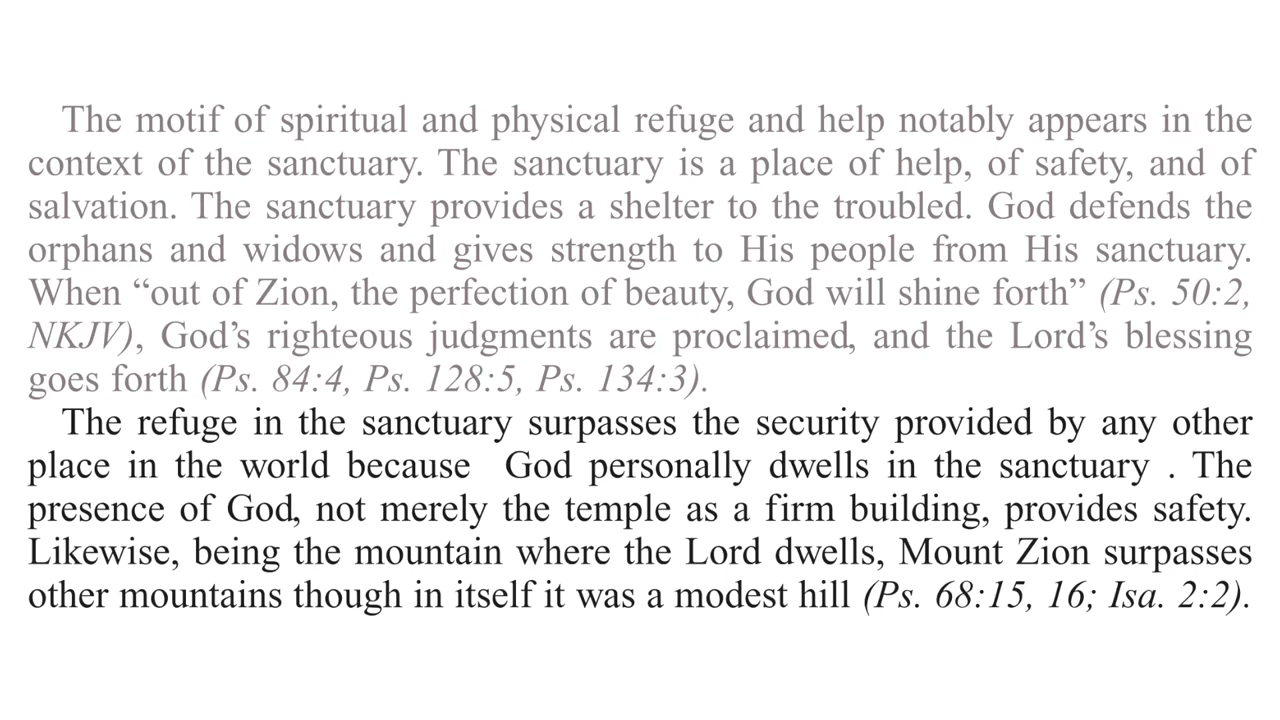 The motif of spiritual and physical refuge and help notably appears in the
context of the sanctuary. The sanctuary is a place of help, of safety, and of
salvation. The sanctuary provides a shelter to the troubled. God defends the
orphans and widows and gives strength to His people from His sanctuary.
When “out of Zion, the perfection of beauty, God will shine forth” (Ps. 50:2,
NKJV), God’s righteous judgments are proclaimed, and the Lord’s blessing
goes forth (Ps. 84:4, Ps. 128:5, Ps. 134:3).
The refuge in the sanctuary surpasses the security provided by any other
place in the world because God personally dwells in the sanctuary . The
presence of God, not merely the temple as a firm building, provides safety.
Likewise, being the mountain where the Lord dwells, Mount Zion surpasses
other mountains though in itself it was a modest hill (Ps. 68:15, 16; Isa. 2:2).